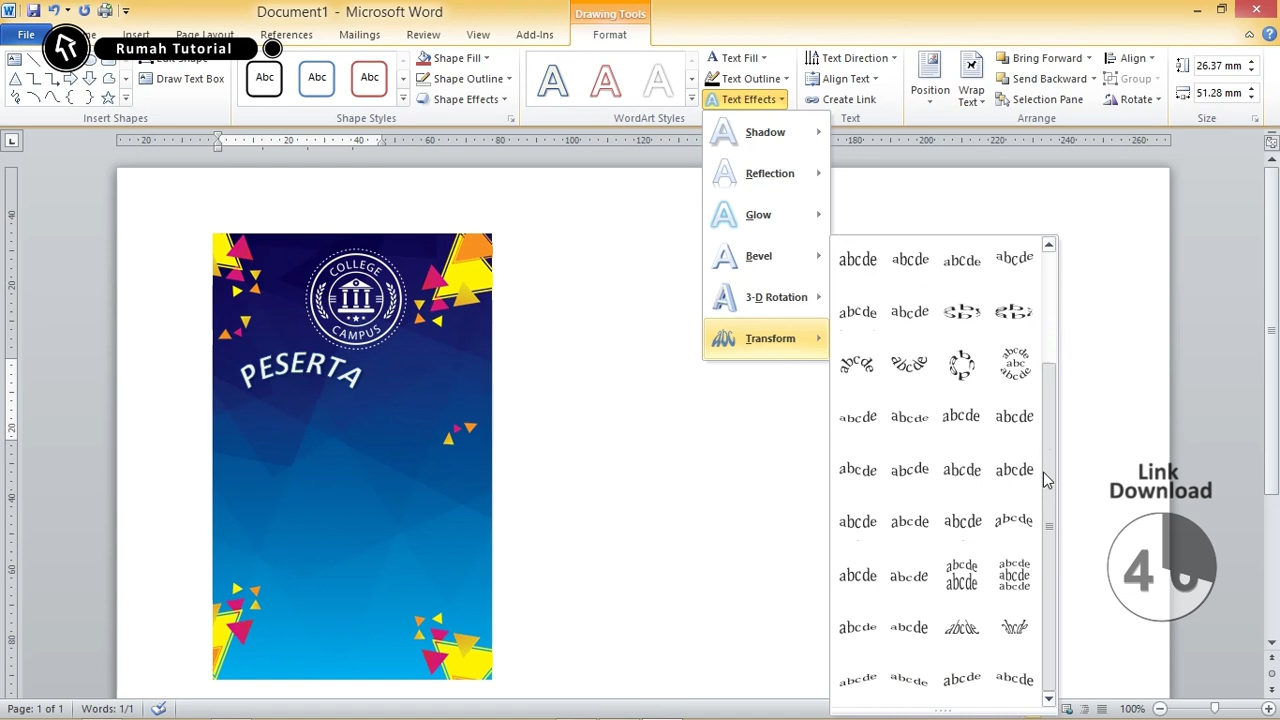 Document1 - Microsoft Word
Drawing Tools
File
References
Mailings
Review
View
Add-Ins
Format
Rumah Tutorial
Draw Text Box
Insert Shapes
Abc
Abc
Abc
Shape Fill
Shape Outline
Shape Effects
Shape Styles
A
A
A
WordArt Styles
Text Fill
Text Outline
Text Effects
Text Direction
Align Text
Create Link
Text
Position
Wrap
Text
Bring Forward
Send Backward
Selection Pane
Align
Group
Rotate
Arrange
26.37 mm
51.28 mm
Size
Shadow
Reflection
Glow
Bevel
3-D Rotation
Transform
COLLEGE
CAMPUS
PESERTA
abcde abcde abcde abcde
Link
Download
Page: 1 of 1
Words: 1/1
100%